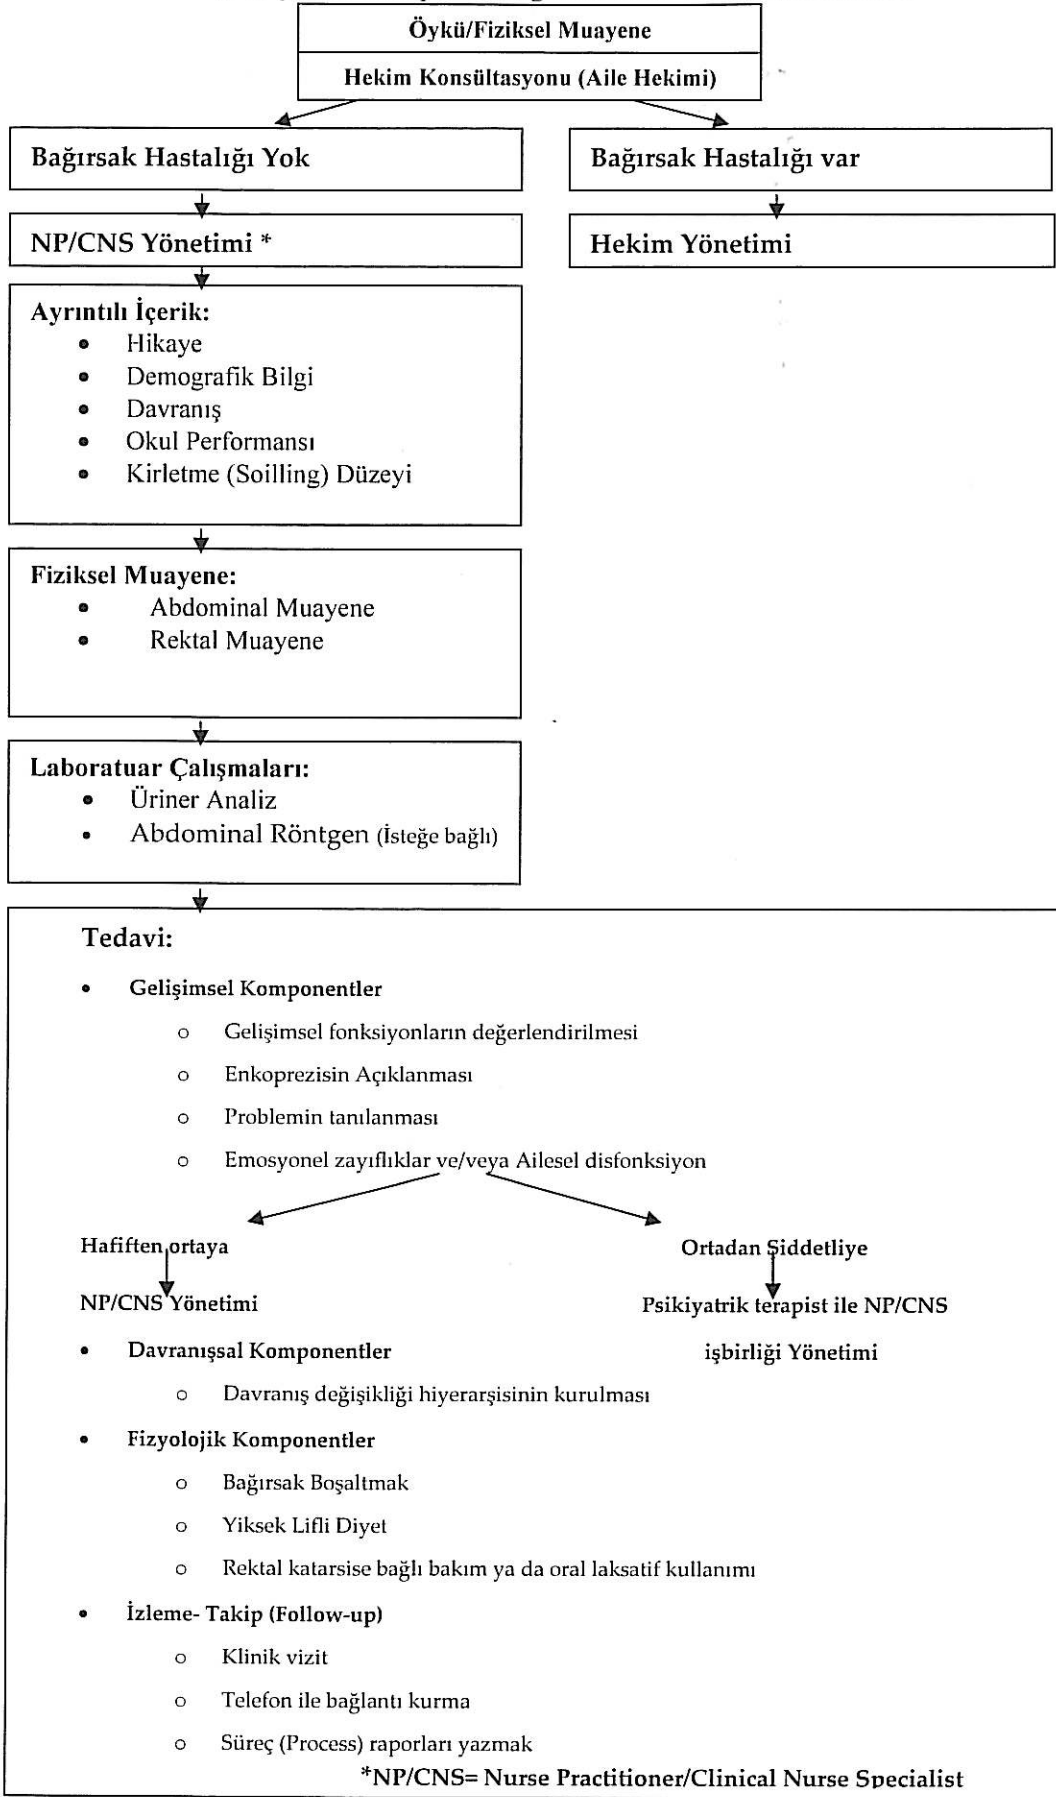 Öykü/Fiziksel Muayene
Hekim Konsültasyonu (Aile Hekimi)
Bağırsak Hastalığı Yok
Bağırsak Hastalığı var
NP/CNS Yönetimi *
Hekim Yönetimi
Ayrıntılı İçerik:
• Hikaye
• Demografik Bilgi
• Davranış
• Okul Performansı
• Kirletme (Soilling) Düzeyi
Fiziksel Muayene:
• Abdominal Muayene
• Rektal Muayene
Laboratuar Çalışmaları:
• Üriner Analiz
• Abdominal Röntgen (İsteğe bağlı)
Tedavi:
• Gelişimsel Komponentler
o Gelişimsel fonksiyonların değerlendirilmesi
o Enkoprezisin Açıklanması
o Problemin tanılanması
o Emosyonel zayıflıklar ve/veya Ailesel disfonksiyon
Hafiften ortaya
Ortadan Şiddetliye
NP/CNS Yönetimi
Psikiyatrik terapist ile NP/CNS
işbirliği Yönetimi
• Davranışsal Komponentler
o Davranış değişikliği hiyerarşisinin kurulması
• Fizyolojik Komponentler
o Bağırsak Boşaltmak
o Yiksek Lifli Diyet
o Rektal katarsise bağlı bakım ya da oral laksatif kullanımı
• İzleme- Takip (Follow-up)
o Klinik vizit
o Telefon ile bağlantı kurma
o Süreç (Process) raporları yazmak
*NP/CNS= Nurse Practitioner/Clinical Nurse Specialist